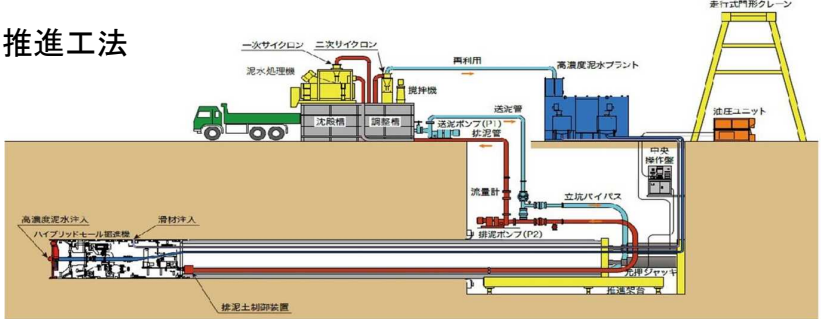 走行式門形クレーン
推進工法
一次サイクロン
二次サイクロン
再利用
高濃度泥水プラント
泥水処理機
攪拌機
油圧ユニット
沈殿槽
調整槽
送泥管
送泥ポンプ(P1)
排泥管
中央
操作盤
流量計
立坑バイパス
高濃度泥水注入
滑材注入
ハイブリッドモール掘進機
排泥ポンプ(P2)
元押ジャッキ
推進架台
排泥土制御装置